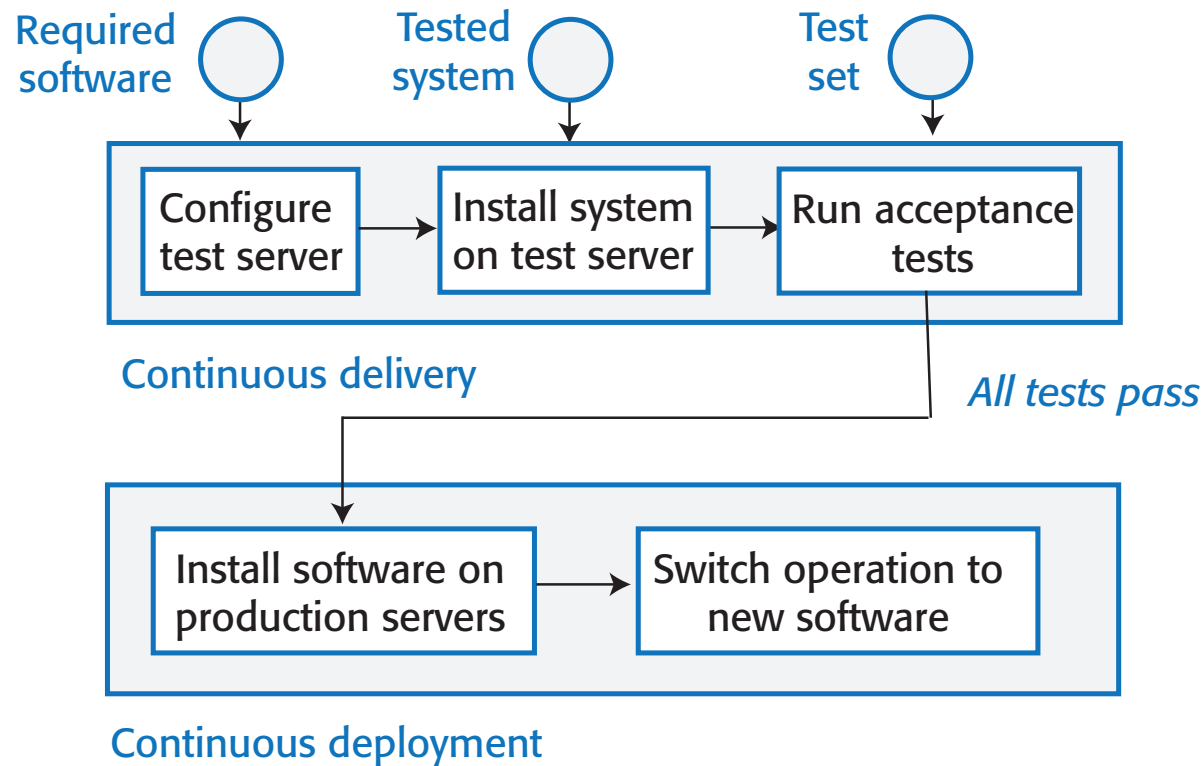 Required
software
Tested
system
Test
set
Configure
test server
Install system
on test server
Run acceptance
tests
Continuous delivery
All tests pass
Install software on
production servers
Switch operation to
new software
Continuous deployment